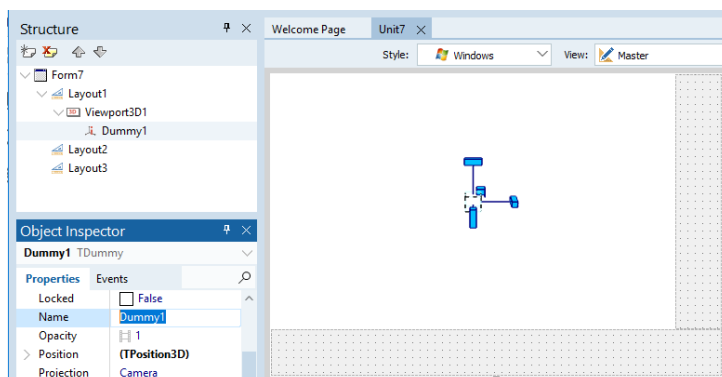 Structure
Welcome Page
Unit7
Style:
Windows
View:
Master
Form7
Layout1
3D
Viewport3D1
Dummy1
Layout2
Layout3
Object Inspector
Dummy1 TDummy
Properties Events
Locked False
Name Dummy1
Opacity 1
Position (TPosition3D)
Projection Camera